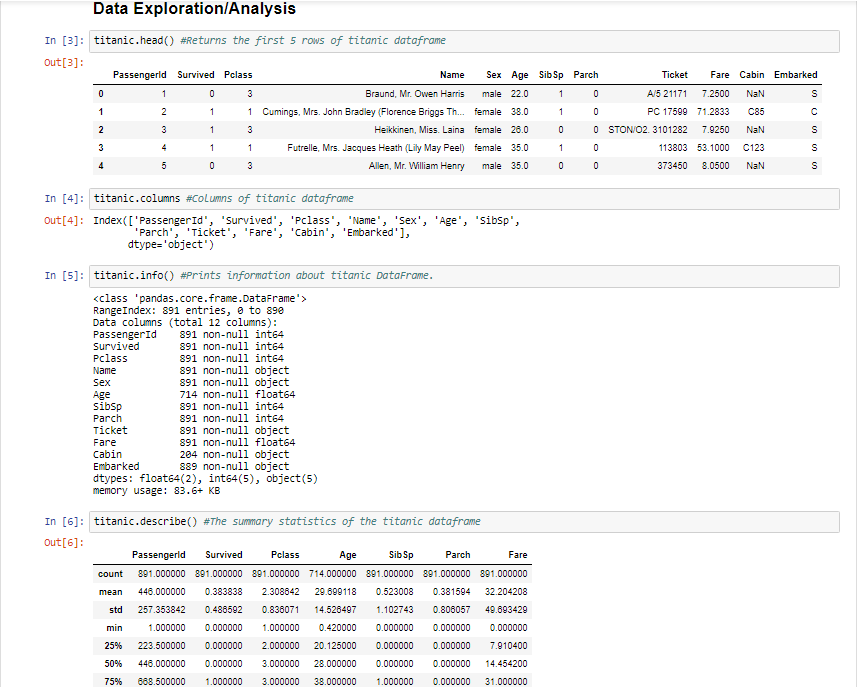 Data Exploration/Analysis
In [3]: titanic.head() #Returns the first 5 rows of titanic dataframe
Out[3]:
PassengerId Survived Pclass Name Sex Age SibSp Parch Ticket Fare Cabin Embarked
0 1 0 3 Braund, Mr. Owen Harris male 22.0 1 0 A/5 21171 7.2500 NaN S
1 2 1 1 Cumings, Mrs. John Bradley (Florence Briggs Th... female 38.0 1 0 PC 17599 71.2833 C85 C
2 3 1 3 Heikkinen, Miss. Laina female 26.0 0 0 STON/O2. 3101282 7.9250 NaN S
3 4 1 1 Futrelle, Mrs. Jacques Heath (Lily May Peel) female 35.0 1 0 113803 53.1000 C123 S
4 5 0 3 Allen, Mr. William Henry male 35.0 0 0 373450 8.0500 NaN S
In [4]: titanic.columns #Columns of titanic dataframe
Out[4]: Index(['PassengerId', 'Survived', 'Pclass', 'Name', 'Sex', 'Age', 'SibSp',
'Parch', 'Ticket', 'Fare', 'Cabin', 'Embarked'],
dtype='object')
In [5]: titanic.info() #Prints information about titanic DataFrame.
<class 'pandas.core.frame.DataFrame'>
RangeIndex: 891 entries, 0 to 890
Data columns (total 12 columns):
PassengerId 891 non-null int64
Survived 891 non-null int64
Pclass 891 non-null int64
Name 891 non-null object
Sex 891 non-null object
Age 714 non-null float64
SibSp 891 non-null int64
Parch 891 non-null int64
Ticket 891 non-null object
Fare 891 non-null float64
Cabin 204 non-null object
Embarked 889 non-null object
dtypes: float64(2), int64(5), object(5)
memory usage: 83.6+ KB
In [6]: titanic.describe() #The summary statistics of the titanic dataframe
Out[6]:
PassengerId Survived Pclass Age SibSp Parch Fare
count 891.000000 891.000000 891.000000 714.000000 891.000000 891.000000 891.000000
mean 446.000000 0.383838 2.308642 29.699118 0.523008 0.381594 32.204208
std 257.353842 0.486592 0.836071 14.526497 1.102743 0.806057 49.693429
min 1.000000 0.000000 1.000000 0.420000 0.000000 0.000000 0.000000
25% 223.500000 0.000000 2.000000 20.125000 0.000000 0.000000 7.910400
50% 446.000000 0.000000 3.000000 28.000000 0.000000 0.000000 14.454200
75% 668.500000 1.000000 3.000000 38.000000 1.000000 0.000000 31.000000